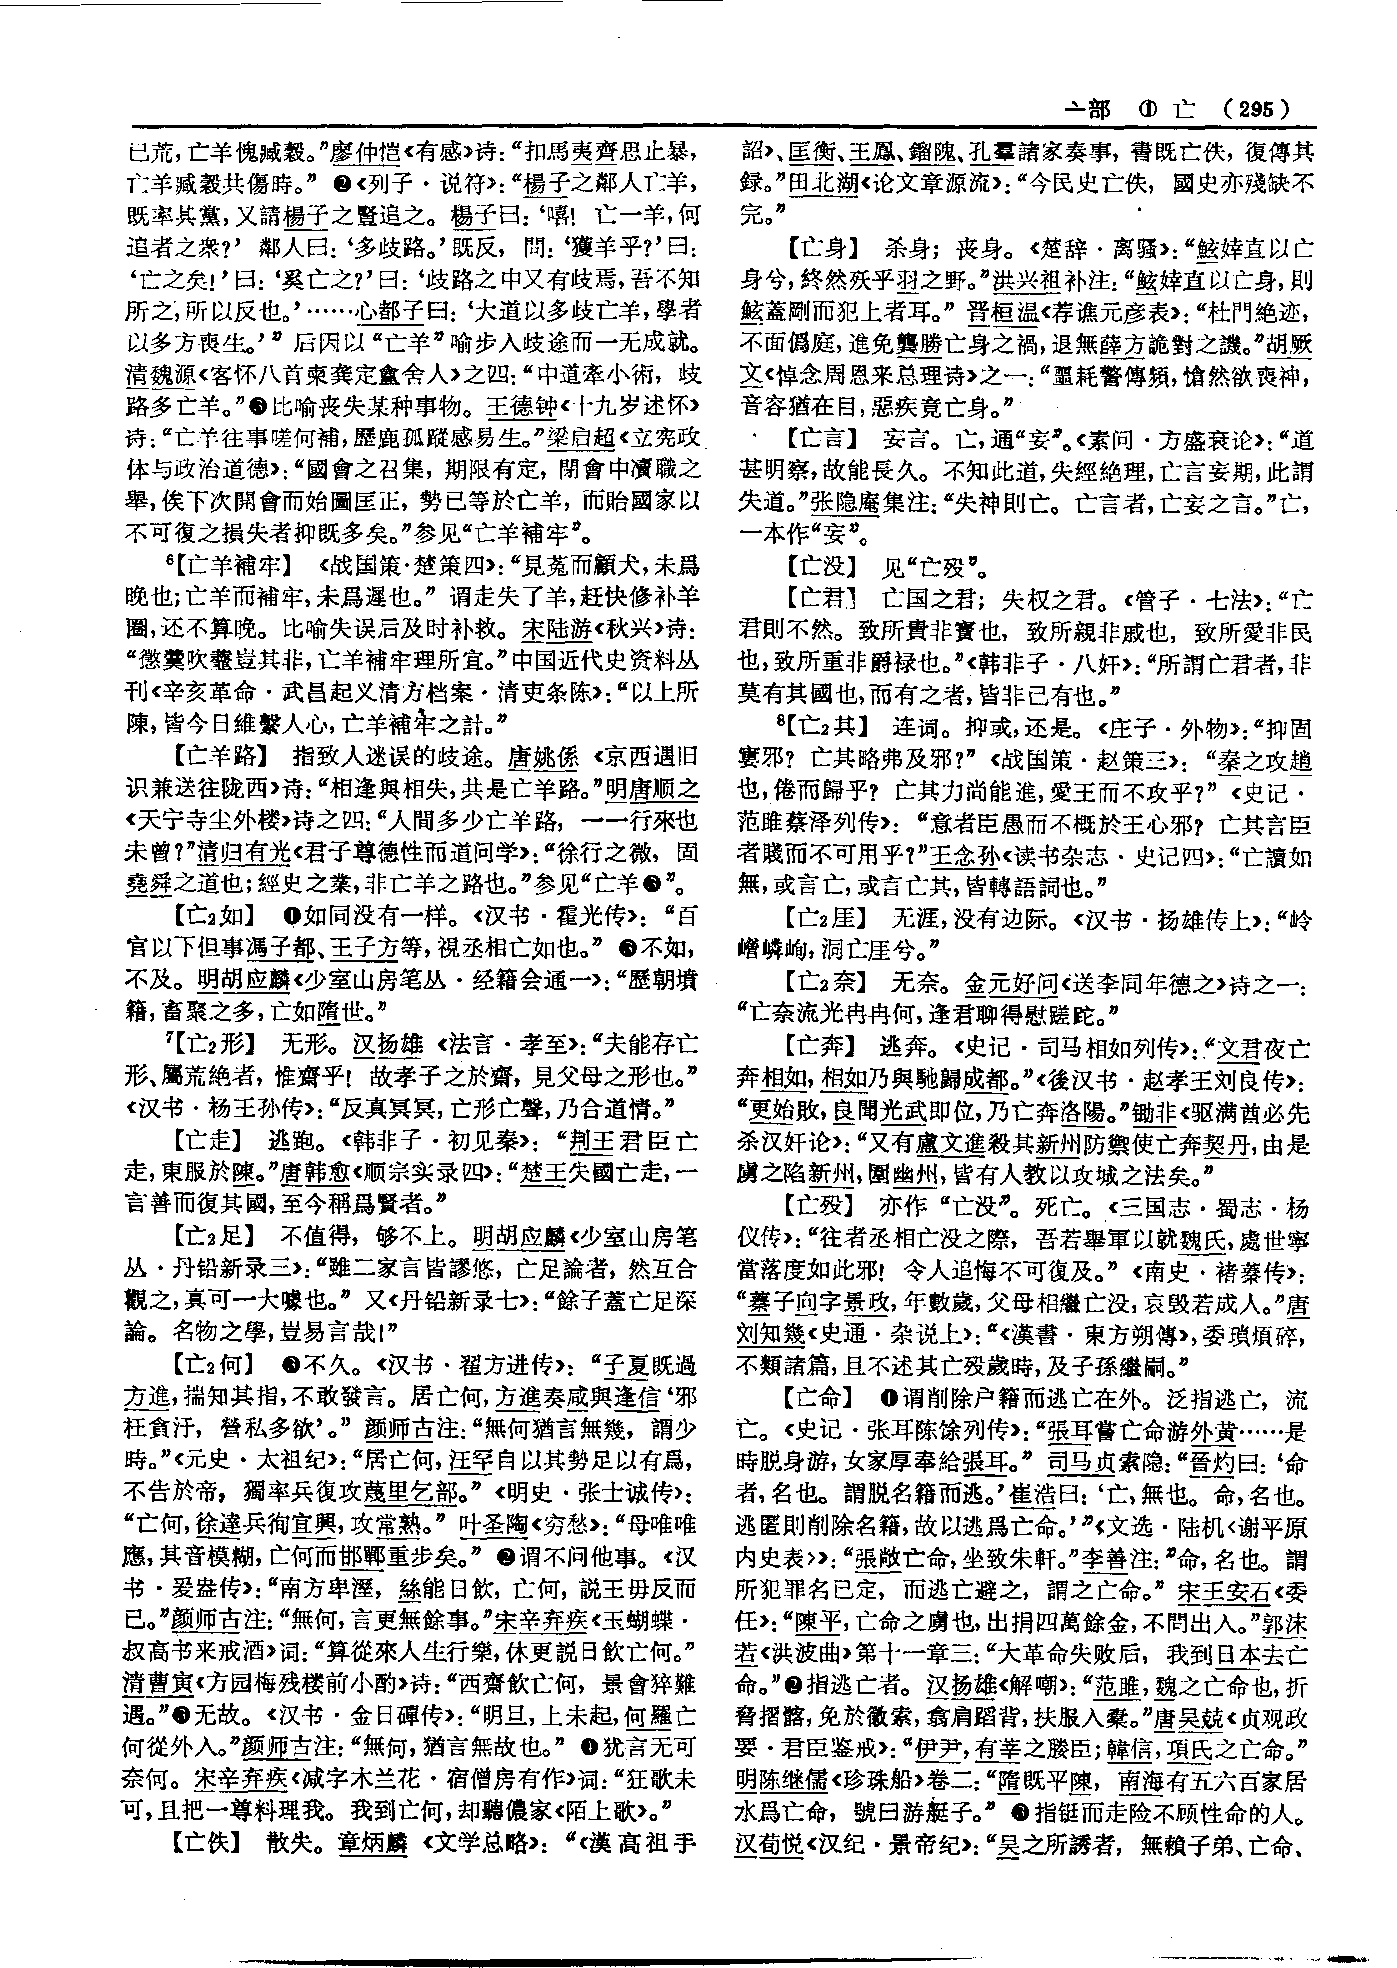 亠部 ① 亡 （295）
已荒，亡羊愧臧穀。”廖仲恺《有感》诗：“扣馬夷齊思止暴，
亡羊臧穀共傷時。” ❷《列子·说符》：“楊子之鄰人亡羊，
既率其黨，又請楊子之豎追之。楊子曰：‘嘻！亡一羊，何
追者之衆？’鄰人曰：‘多歧路。’既反，問：‘獲羊乎？’曰：
‘亡之矣！’曰：‘奚亡之？’曰：‘歧路之中又有歧焉，吾不知
所之，所以反也。’……心都子曰：‘大道以多歧亡羊，學者
以多方喪生。’”后因以“亡羊”喻步入歧途而一无成就。
清魏源《客怀八首柬龚定盦舍人》之四：“中道牽小術，歧
路多亡羊。”❸比喻丧失某种事物。王德钟《十九岁述怀》
诗：“亡羊往事嗟何補，歷鹿孤蹤感易生。”梁启超《立宪政
体与政治道德》：“國會之召集，期限有定，閉會中瀆職之
舉，俟下次開會而始圖匡正，勢已等於亡羊，而貽國家以
不可復之損失者抑既多矣。”参见“亡羊補牢”。
⁶【亡羊補牢】 《战国策·楚策四》：“見菟而顧犬，未爲
晚也；亡羊而補牢，未爲遲也。”谓走失了羊，赶快修补羊
圈，还不算晚。比喻失误后及时补救。宋陆游《秋兴》诗：
“懲羹吹虀豈其非，亡羊補牢理所宜。”中国近代史资料丛
刊《辛亥革命·武昌起义清方档案·清吏条陈》：“以上所
陳，皆今日維繫人心，亡羊補牢之計。”
【亡羊路】 指致人迷误的歧途。唐姚係《京西遇旧
识兼送往陇西》诗：“相逢與相失，共是亡羊路。”明唐顺之
《天宁寺尘外楼》诗之四：“人間多少亡羊路，一一行來也
未曾？”清归有光《君子尊德性而道问学》：“徐行之微，固
堯舜之道也；經史之業，非亡羊之路也。”参见“亡羊❸”。
【亡₂如】 ❶如同没有一样。《汉书·霍光传》：“百
官以下但事馮子都、王子方等，視丞相亡如也。” ❷不如，
不及。明胡应麟《少室山房笔丛·经籍会通一》：“歷朝墳
籍，畜聚之多，亡如隋世。”
⁷【亡₂形】 无形。汉扬雄《法言·孝至》：“夫能存亡
形、屬荒絶者，惟齋乎！故孝子之於齋，見父母之形也。”
《汉书·杨王孙传》：“反真冥冥，亡形亡聲，乃合道情。”
【亡走】 逃跑。《韩非子·初见秦》：“荆王君臣亡
走，東服於陳。”唐韩愈《顺宗实录四》：“楚王失國亡走，一
言善而復其國，至今稱爲賢者。”
【亡₂足】 不值得，够不上。明胡应麟《少室山房笔
丛·丹铅新录三》：“雖二家言皆謬悠，亡足論者，然互合
觀之，真可一大噱也。”又《丹铅新录七》：“餘子蓋亡足深
論。名物之學，豈易言哉！”
【亡₂何】 ❶不久。《汉书·翟方进传》：“子夏既過
方進，揣知其指，不敢發言。居亡何，方進奏咸與逢信‘邪
枉貪汙，營私多欲’。”颜师古注：“無何猶言無幾，謂少
時。”《元史·太祖纪》：“居亡何，汪罕自以其勢足以有爲，
不告於帝，獨率兵復攻蔑里乞部。”《明史·张士诚传》：
“亡何，徐達兵徇宜興，攻常熟。”叶圣陶《穷愁》：“母唯唯
應，其音模糊，亡何而邯鄲重步矣。” ❷谓不问他事。《汉
书·爰盎传》：“南方卑溼，絲能日飲，亡何，説王毋反而
已。”颜师古注：“無何，言更無餘事。”宋辛弃疾《玉蝴蝶·
叔高书来戒酒》词：“算從來人生行樂，休更説日飲亡何。”
清曹寅《方园梅残楼前小酌》诗：“西齋飲亡何，景會猝難
遇。”❸无故。《汉书·金日磾传》：“明旦，上未起，何羅亡
何從外入。”颜师古注：“無何，猶言無故也。” ❹犹言无可
奈何。宋辛弃疾《减字木兰花·宿僧房有作》词：“狂歌未
可，且把一尊料理我。我到亡何，却聽儂家《陌上歌》。”
【亡佚】 散失。章炳麟《文学总略》：“《漢高祖手
詔》、匡衡、王鳳、鎦隗、孔羣諸家奏事，書既亡佚，復傳其
録。”田北湖《论文章源流》：“今民史亡佚，國史亦殘缺不
完。”
【亡身】 杀身；丧身。《楚辞·离骚》：“鮌婞直以亡
身兮，終然殀乎羽之野。”洪兴祖补注：“鮌婞直以亡身，則
鮌蓋剛而犯上者耳。”晋桓温《荐谯元彦表》：“杜門絶迹，
不面僞庭，進免龔勝亡身之禍，退無薛方詭對之譏。”胡厥
文《悼念周恩来总理诗》之一：“噩耗驚傳頻，愴然欲喪神，
音容猶在目，惡疾竟亡身。”
【亡言】 妄言。亡，通“妄”。《素问·方盛衰论》：“道
甚明察，故能長久。不知此道，失經絶理，亡言妄期，此謂
失道。”张隐庵集注：“失神則亡。亡言者，亡妄之言。”亡，
一本作“妄”。
【亡没】 见“亡殁”。
【亡君】 亡国之君；失权之君。《管子·七法》：“亡
君則不然。致所貴非寶也，致所親非戚也，致所愛非民
也，致所重非爵禄也。”《韩非子·八奸》：“所謂亡君者，非
莫有其國也，而有之者，皆非已有也。”
⁸【亡₂其】 连词。抑或，还是。《庄子·外物》：“抑固
窶邪？亡其略弗及邪？”《战国策·赵策三》：“秦之攻趙
也，倦而歸乎？亡其力尚能進，愛王而不攻乎？”《史记·
范雎蔡泽列传》：“意者臣愚而不概於王心邪？亡其言臣
者賤而不可用乎？”王念孙《读书杂志·史记四》：“亡讀如
無，或言亡，或言亡其，皆轉語詞也。”
【亡₂厓】 无涯，没有边际。《汉书·扬雄传上》：“岭
嶒嶙峋，洞亡厓兮。”
【亡₂奈】 无奈。金元好问《送李同年德之》诗之一：
“亡奈流光冉冉何，逢君聊得慰蹉跎。”
【亡奔】 逃奔。《史记·司马相如列传》：“文君夜亡
奔相如，相如乃與馳歸成都。”《後汉书·赵孝王刘良传》：
“更始敗，良聞光武即位，乃亡奔洛陽。”锄非《驱满酋必先
杀汉奸论》：“又有盧文進殺其新州防禦使亡奔契丹，由是
虜之陷新州，圍幽州，皆有人教以攻城之法矣。”
【亡殁】 亦作“亡没”。死亡。《三国志·蜀志·杨
仪传》：“往者丞相亡没之際，吾若舉軍以就魏氏，處世寧
當落度如此邪！令人追悔不可復及。”《南史·褚蓁传》：
“蓁子向字景政，年數歲，父母相繼亡没，哀毁若成人。”唐
刘知幾《史通·杂说上》：“《漢書·東方朔傳》，委瑣煩碎，
不類諸篇，且不述其亡殁歲時，及子孫繼嗣。”
【亡命】 ❶谓削除户籍而逃亡在外。泛指逃亡，流
亡。《史记·张耳陈馀列传》：“張耳嘗亡命游外黄……是
時脱身游，女家厚奉給張耳。”司马贞索隐：“晉灼曰：‘命
者，名也。謂脱名籍而逃。’崔浩曰：‘亡，無也。命，名也。
逃匿則削除名籍，故以逃爲亡命。’”《文选·陆机〈谢平原
内史表〉》：“張敞亡命，坐致朱軒。”李善注：“命，名也。謂
所犯罪名已定，而逃亡避之，謂之亡命。”宋王安石《委
任》：“陳平，亡命之虜也，出捐四萬餘金，不問出入。”郭沫
若《洪波曲》第十一章三：“大革命失败后，我到日本去亡
命。”❷指逃亡者。汉扬雄《解嘲》：“范雎，魏之亡命也，折
脅摺髂，免於徽索，翕肩蹈背，扶服入橐。”唐吴兢《贞观政
要·君臣鉴戒》：“伊尹，有莘之媵臣；韓信，項氏之亡命。”
明陈继儒《珍珠船》卷二：“隋既平陳，南海有五六百家居
水爲亡命，號曰游艇子。” ❸指铤而走险不顾性命的人。
汉荀悦《汉纪·景帝纪》：“吴之所誘者，無賴子弟、亡命、